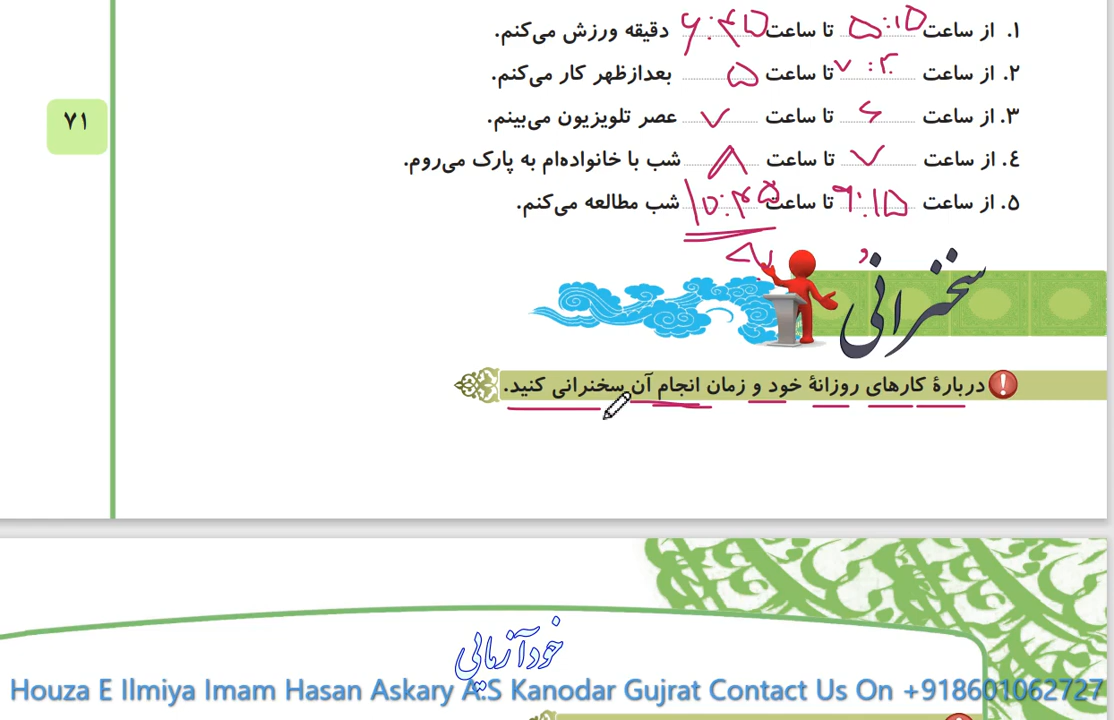 ۱. از ساعت ۵:۱۵ تا ساعت ۶:۴۵ دقیقه ورزش می‌کنم.
۲. از ساعت ۲:۰۷ تا ساعت ۵ بعدازظهر کار می‌کنم.
۳. از ساعت ۶ تا ساعت ۷ عصر تلویزیون می‌بینم.
٤. از ساعت ۷ تا ساعت ۸ شب با خانواده‌ام به پارک می‌روم.
۵. از ساعت ۹:۱۵ تا ساعت ۱۰:۴۵ شب مطالعه می‌کنم.
۷۱
سخنرانی
دربارهٔ کارهای روزانهٔ خود و زمان انجام آن سخنرانی کنید.
خودآزمایی
Houza E Ilmiya Imam Hasan Askary A.S Kanodar Gujrat Contact Us On +918601062727